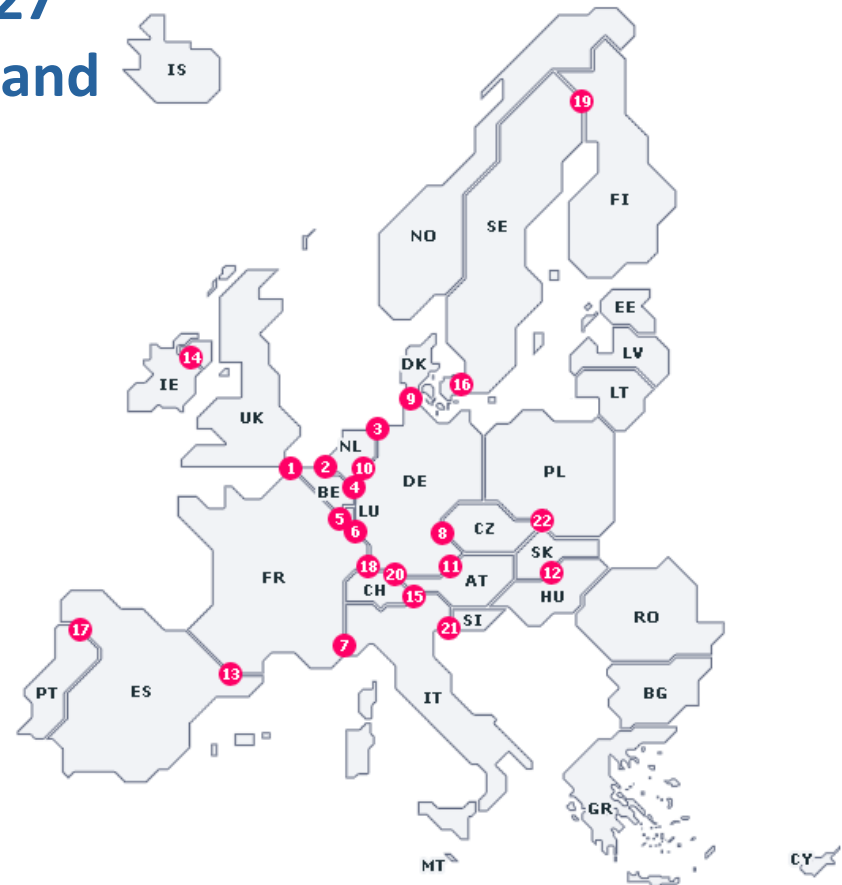 27
and
IS
19
FI
SE
NO
EE
14
LV
DK
IE
16
LT
9
UK
3
NL
1
2
10
PL
DE
4
BE
LU
5
22
6
8
CZ
SK
18
11
12
20
AT
FR
CH
HU
15
RO
SI
17
21
7
13
PT
ES
BG
IT
GR
CY
MT